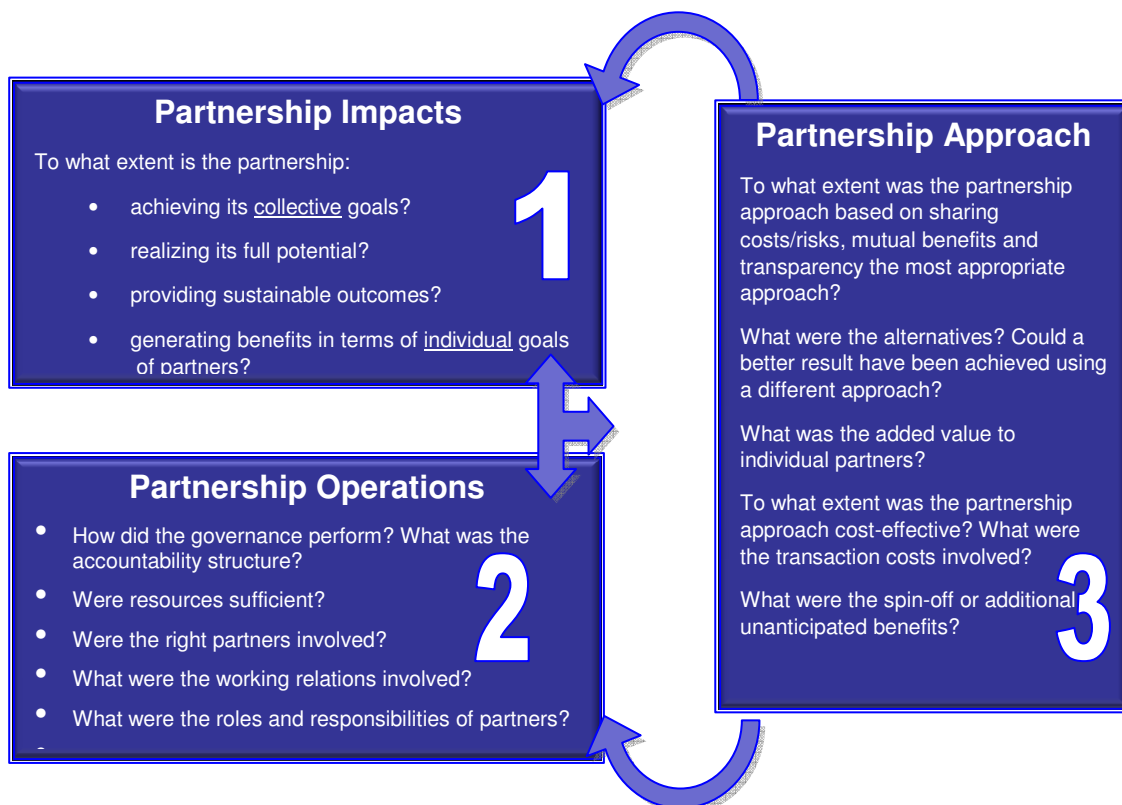 Partnership Impacts
To what extent is the partnership:
• achieving its collective goals?
• realizing its full potential?
• providing sustainable outcomes?
• generating benefits in terms of individual goals
of partners?
1
Partnership Operations
• How did the governance perform? What was the
accountability structure?
• Were resources sufficient?
• Were the right partners involved?
• What were the working relations involved?
• What were the roles and responsibilities of partners?
2
Partnership Approach
To what extent was the partnership
approach based on sharing
costs/risks, mutual benefits and
transparency the most appropriate
approach?
What were the alternatives? Could a
better result have been achieved using
a different approach?
What was the added value to
individual partners?
To what extent was the partnership
approach cost-effective? What were
the transaction costs involved?
What were the spin-off or additional
unanticipated benefits?
3